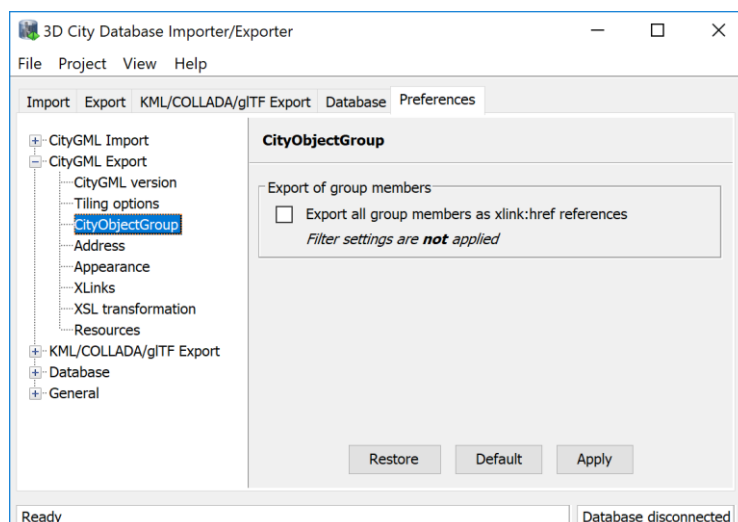 3D City Database Importer/Exporter
File Project View Help
Import Export KML/COLLADA/glTF Export Database Preferences
CityGML Import
CityGML Export
CityGML version
Tiling options
CityObjectGroup
Address
Appearance
XLinks
XSL transformation
Resources
KML/COLLADA/glTF Export
Database
General
CityObjectGroup
Export of group members
Export all group members as xlink:href references
Filter settings are not applied
Restore Default Apply
Ready Database disconnected